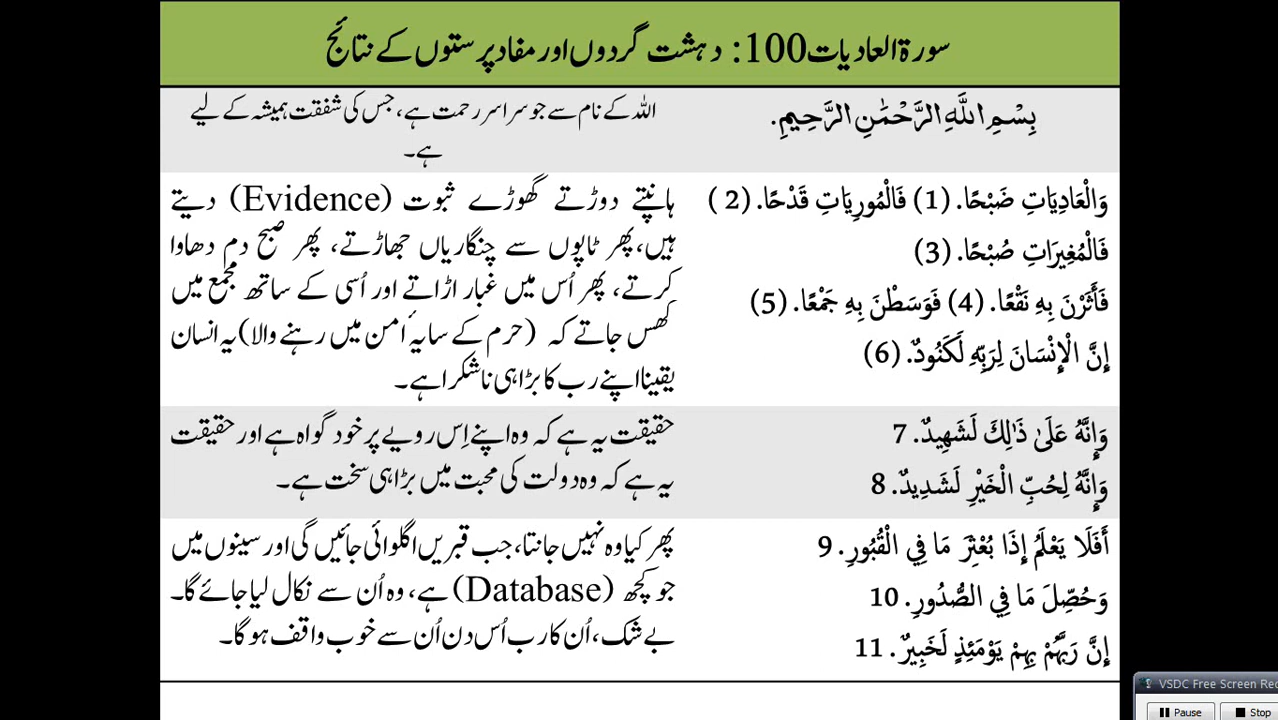 سورۃ العادیات100: دہشت گردوں اور مفاد پرستوں کے نتائج
بِسْمِ اللَّهِ الرَّحْمَٰنِ الرَّحِيمِ.
اللہ کے نام سے جو سراسر رحمت ہے، جس کی شفقت ہمیشہ کے لیے
ہے۔
وَالْعَادِيَاتِ ضَبْحًا. (1) فَالْمُورِيَاتِ قَدْحًا. (2)
فَالْمُغِيرَاتِ صُبْحًا. (3)
فَأَثَرْنَ بِهِ نَقْعًا. (4) فَوَسَطْنَ بِهِ جَمْعًا. (5)
إِنَّ الْإِنْسَانَ لِرَبِّهِ لَكَنُودٌ. (6)
ہانپتے دوڑتے گھوڑے ثبوت (Evidence) دیتے
ہیں، پھر ٹاپوں سے چنگاریاں جھاڑتے، پھر صبح دم دھاوا
کرتے، پھر اُس میں غبار اڑاتے اور اُسی کے ساتھ مجمع میں
گھس جاتے کہ (حرم کے سایۂ امن میں رہنے والا) یہ انسان
یقینا اپنے رب کا بڑا ہی ناشکرا ہے۔
وَإِنَّهُ عَلَىٰ ذَٰلِكَ لَشَهِيدٌ. 7
وَإِنَّهُ لِحُبِّ الْخَيْرِ لَشَدِيدٌ. 8
حقیقت یہ ہے کہ وہ اپنے اِس رویے پر خود گواہ ہے اور حقیقت
یہ ہے کہ وہ دولت کی محبت میں بڑا ہی سخت ہے۔
أَفَلَا يَعْلَمُ إِذَا بُعْثِرَ مَا فِي الْقُبُورِ. 9
وَحُصِّلَ مَا فِي الصُّدُورِ. 10
إِنَّ رَبَّهُمْ بِهِمْ يَوْمَئِذٍ لَخَبِيرٌ. 11
پھر کیا وہ نہیں جانتا، جب قبریں اگلوائی جائیں گی اور سینوں میں
جو کچھ (Database) ہے، وہ اُن سے نکال لیا جائے گا۔
بے شک، اُن کا رب اُس دن اُن سے خوب واقف ہو گا۔
VSDC Free Screen Rec
Pause Stop